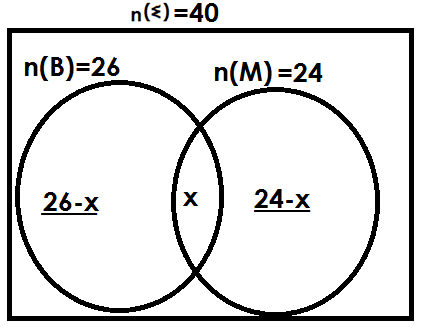 n(ξ)=40
n(B)=26
n(M)=24
26-x
x
24-x